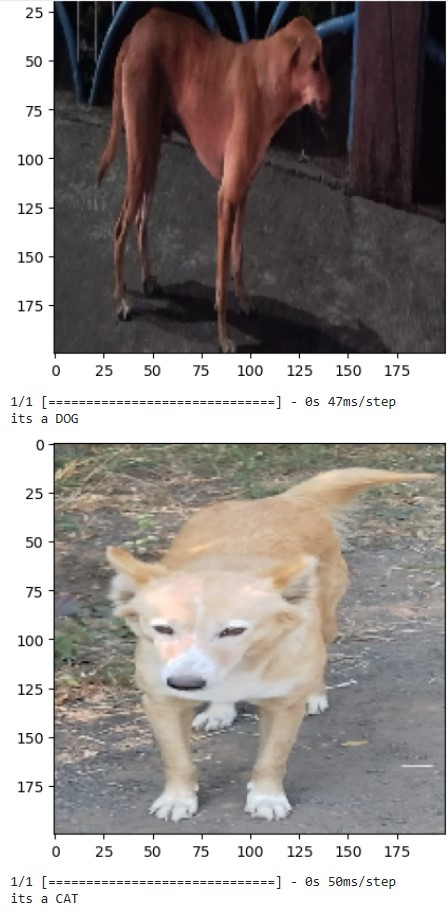 25
50
75
100
125
150
175
0 25 50 75 100 125 150 175
1/1 [==============================] - 0s 47ms/step
its a DOG
0
25
50
75
100
125
150
175
0 25 50 75 100 125 150 175
1/1 [==============================] - 0s 50ms/step
its a CAT